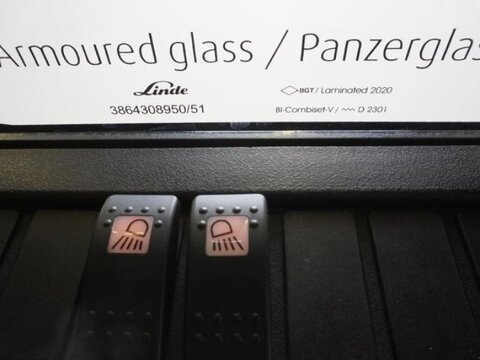 Armoured glass / Panzerglas
Linde
3864308950/51
BGT / Laminated 2020
BI-Combiset-V / D 2301